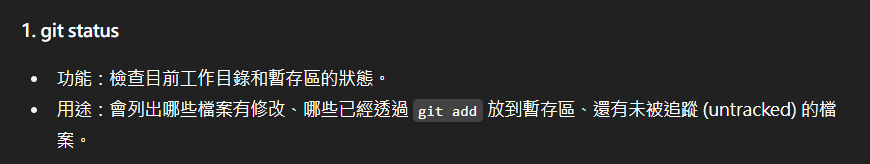 1. git status
• 功能：檢查目前工作目錄和暫存區的狀態。
• 用途：會列出哪些檔案有修改、哪些已經透過 git add 放到暫存區、還有未被追蹤 (untracked) 的檔
案。